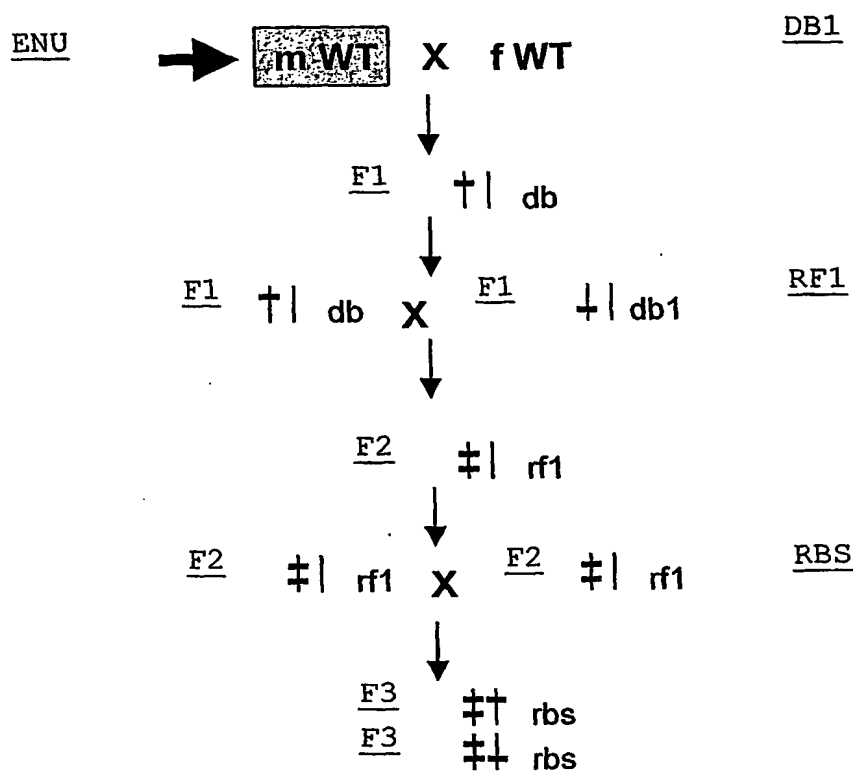 ENU m WT X f WT DB1
F1 †| db
F1 †| db X F1 ⸸| db1 RF1
F2 ‡| rf1
F2 ‡| rf1 X F2 ‡| rf1 RBS
F3 ‡† rbs
F3 ‡⸸ rbs